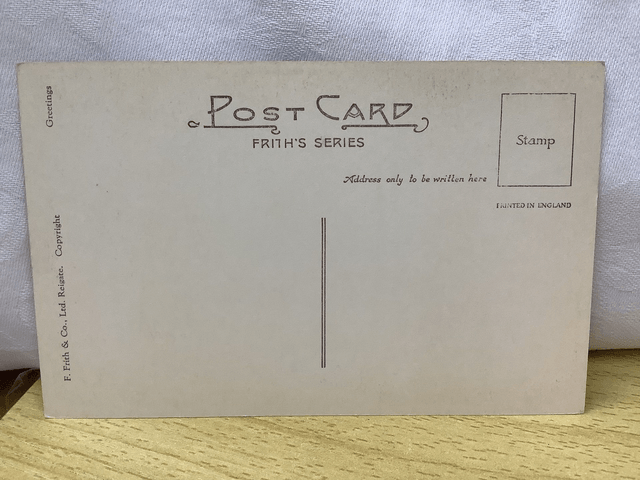 Greetings
POST CARD
FRITH'S SERIES
Stamp
Address only to be written here
PRINTED IN ENGLAND
F. Frith & Co., Ltd. Reigate. Copyright